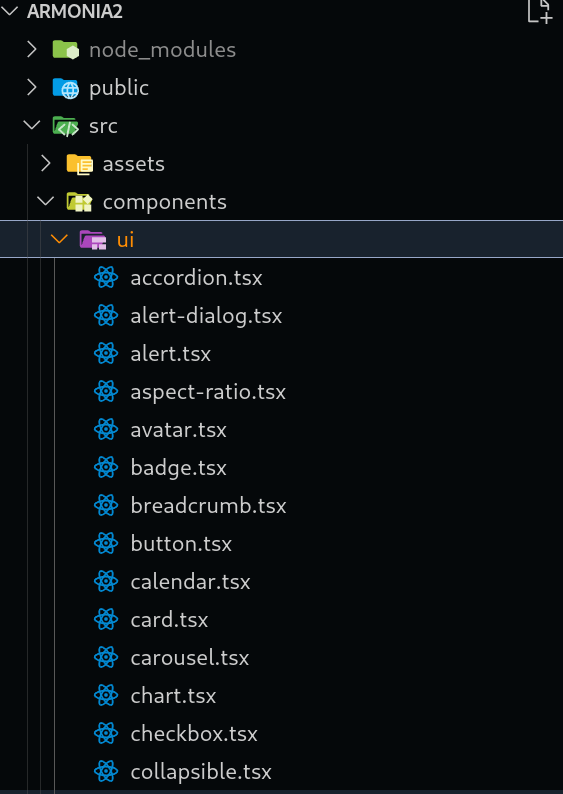 ARMONIA2
node_modules
public
src
assets
components
ui
accordion.tsx
alert-dialog.tsx
alert.tsx
aspect-ratio.tsx
avatar.tsx
badge.tsx
breadcrumb.tsx
button.tsx
calendar.tsx
card.tsx
carousel.tsx
chart.tsx
checkbox.tsx
collapsible.tsx